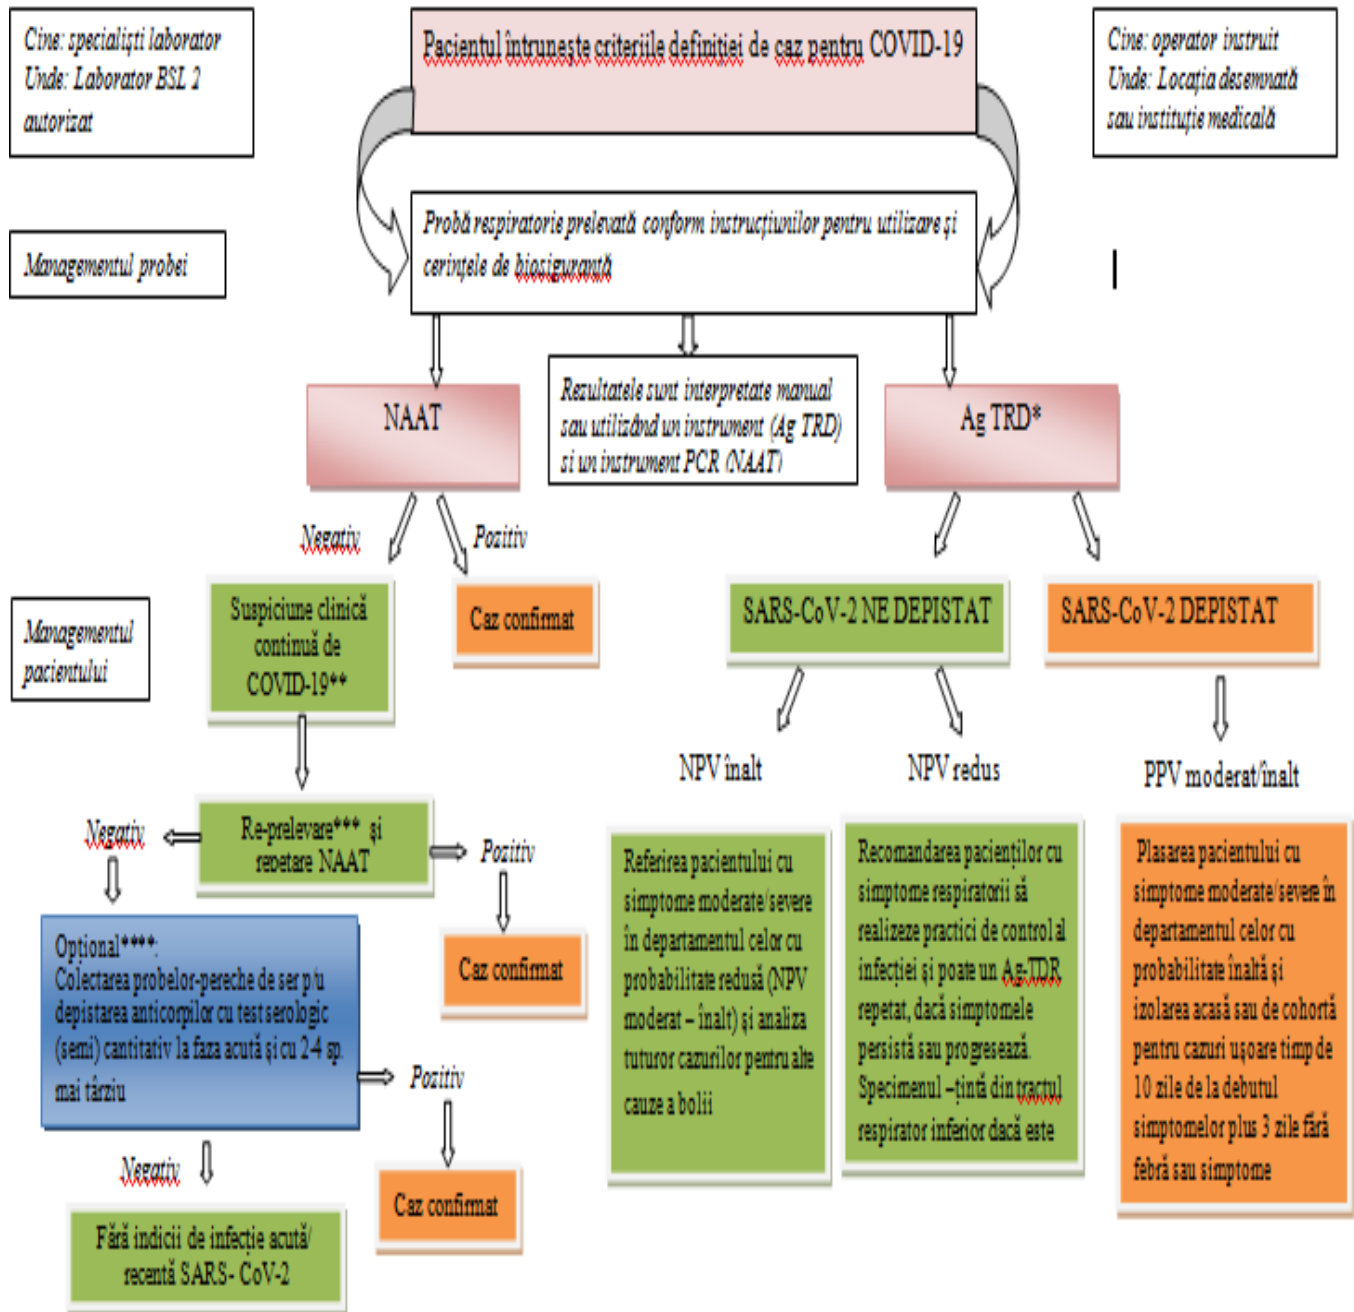 Cine: specialiști laborator
Unde: Laborator BSL 2
autorizat
Pacientul întrunește criteriile definiției de caz pentru COVID-19
Cine: operator instruit
Unde: Locația desemnată
sau instituție medicală
Managementul probei
Probă respiratorie prelevată conform instrucțiunilor pentru utilizare și
cerințele de biosiguranță
NAAT
Rezultatele sunt interpretate manual
sau utilizând un instrument (Ag TRD)
si un instrument PCR (NAAT)
Ag TRD*
Negativ
Pozitiv
Managementul
pacientului
Suspiciune clinică
continuă de
COVID-19**
Caz confirmat
SARS-CoV-2 NE DEPISTAT
SARS-CoV-2 DEPISTAT
NPV înalt
NPV redus
PPV moderat/înalt
Negativ
Re-prelevare*** și
repetare NAAT
Pozitiv
Caz confirmat
Opțional****:
Colectarea probelor-pereche de ser p/u
depistarea anticorpilor cu test serologic
(semi) cantitativ la faza acută și cu 2-4 sp.
mai târziu
Pozitiv
Caz confirmat
Negativ
Fără indicii de infecție acută/
recentă SARS- CoV-2
Referirea pacientului cu
simptome moderate/severe
în departamentul celor cu
probabilitate redusă (NPV
moderat – înalt) și analiza
tuturor cazurilor pentru alte
cauze a bolii
Recomandarea pacienților cu
simptome respiratorii să
realizeze practici de control al
infecției și poate un Ag-TDR
repetat, dacă simptomele
persistă sau progresează.
Specimenul –țintă din tractul
respirator inferior dacă este
Plasarea pacientului cu
simptome moderate/severe în
departamentul celor cu
probabilitate înaltă și
izolarea acasă sau de cohortă
pentru cazuri ușoare timp de
10 zile de la debutul
simptomelor plus 3 zile fără
febră sau simptome